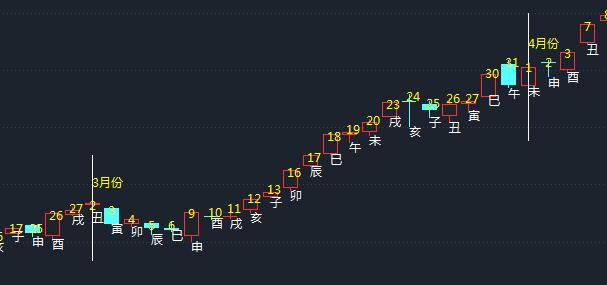 17
子
25
申
26
酉
27
戌
3月份
2
丑
3
寅
4
卯
5
辰
6
巳
9
申
10
酉
11
戌
12
亥
13
子
16
卯
17
辰
18
巳
19
午
20
未
23
戌
24
亥
25
子
26
丑
27
寅
30
巳
31
午
4月份
1
未
2
申
3
酉
7
丑